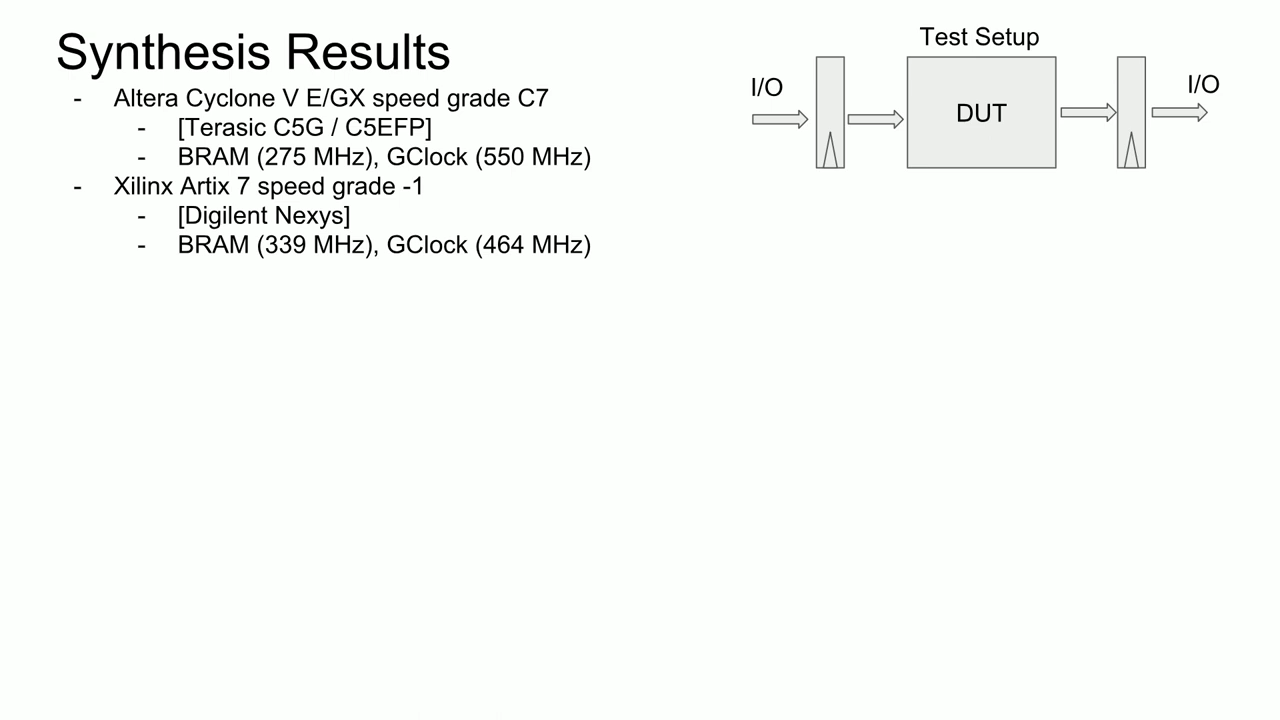 Synthesis Results
- Altera Cyclone V E/GX speed grade C7
- [Terasic C5G / C5EFP]
- BRAM (275 MHz), GClock (550 MHz)
- Xilinx Artix 7 speed grade -1
- [Digilent Nexys]
- BRAM (339 MHz), GClock (464 MHz)
Test Setup
I/O
DUT
I/O